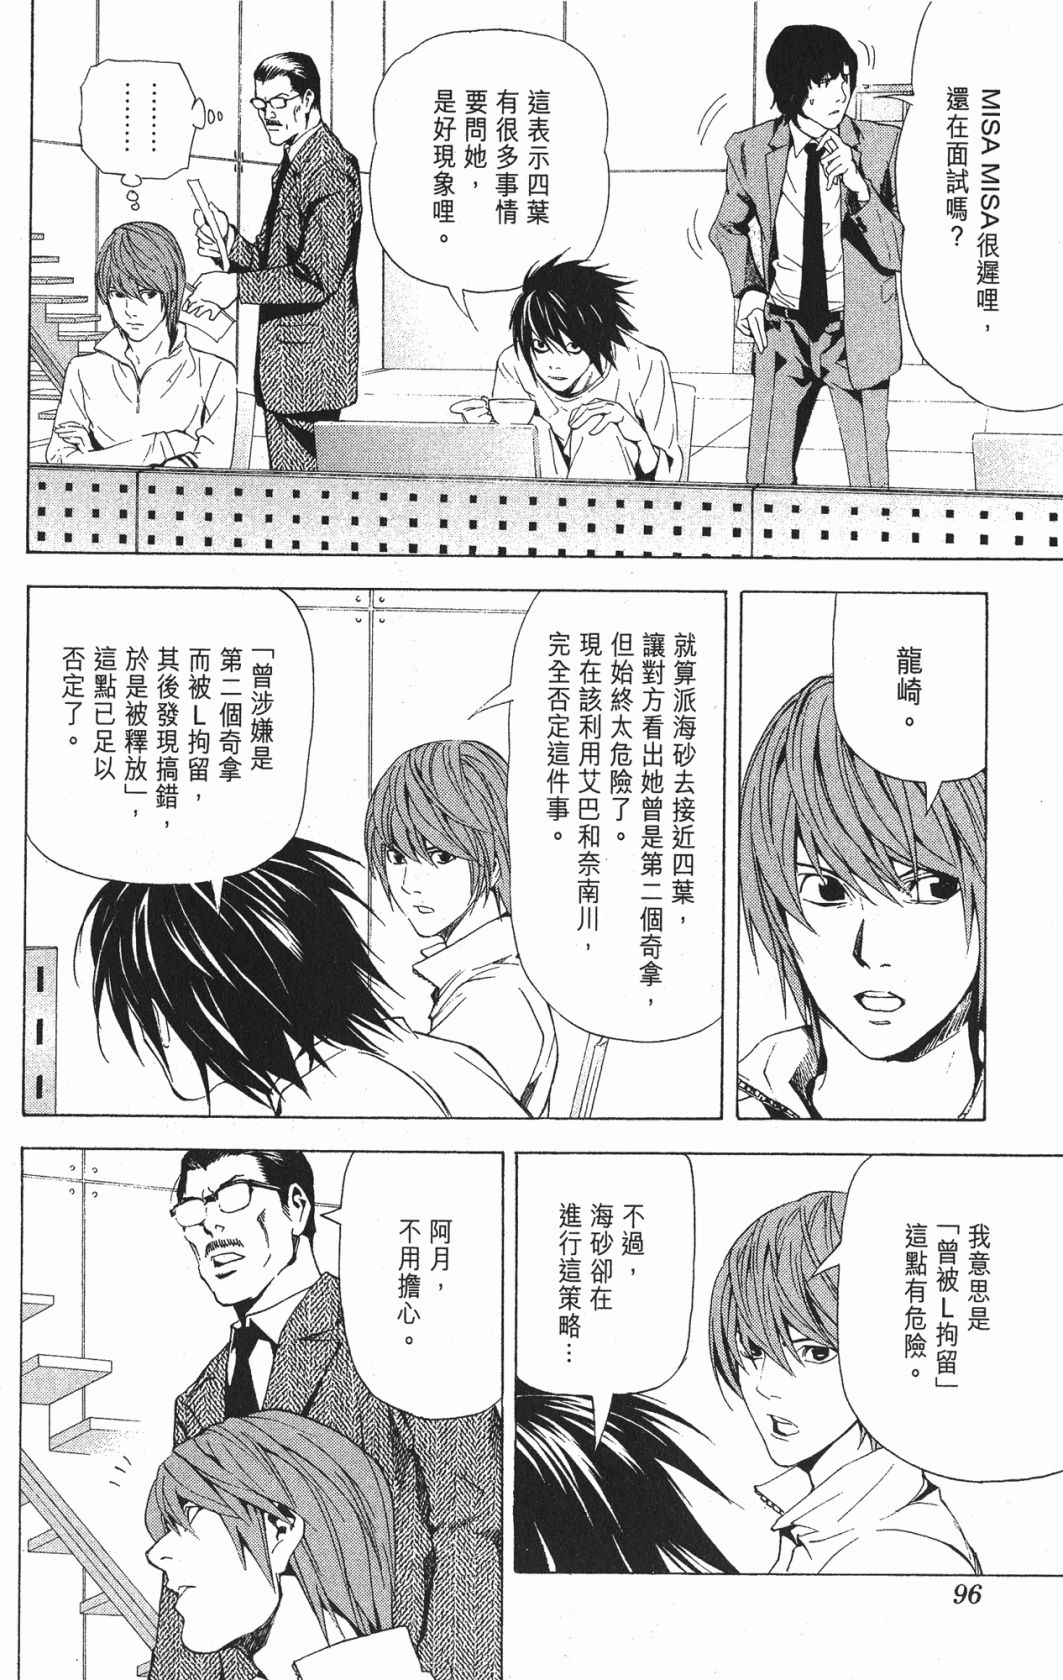 MISA MISA很遲哩，
還在面試嗎？
這表示四葉
有很多事情
要問她，
是好現象哩。
………
………
龍崎。
就算派海砂去接近四葉，
讓對方看出她曾是第二個奇拿，
但始終太危險了。
現在該利用艾巴和奈南川，
完全否定這件事。
「曾涉嫌是
第二個奇拿
而被L拘留，
其後發現搞錯，
於是被釋放」，
這點已足以
否定了。
我意思是
「曾被L拘留」
這點有危險。
不過，
海砂卻在
進行這策略…
阿月，
不用擔心。
96